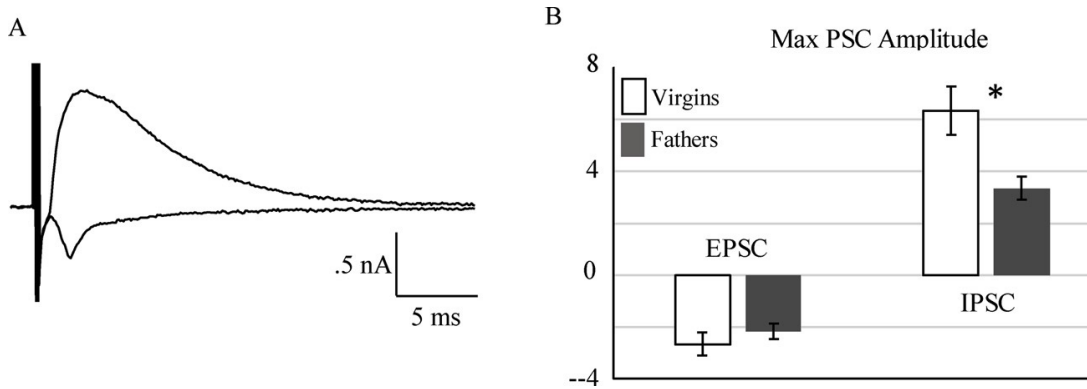 A
.5 nA
5 ms
B
Max PSC Amplitude
8
Virgins
*
Fathers
4
EPSC
0
IPSC
--4